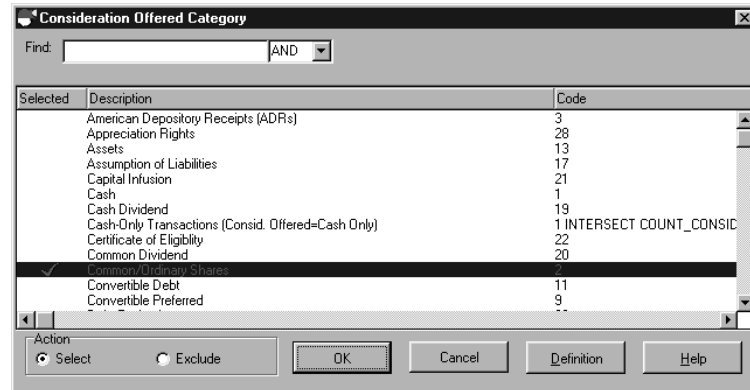 Consideration Offered Category
Find: AND
Selected Description Code
American Depository Receipts (ADRs) 3
Appreciation Rights 28
Assets 13
Assumption of Liabilities 17
Capital Infusion 21
Cash 1
Cash Dividend 19
Cash-Only Transactions (Consid. Offered=Cash Only) 1 INTERSECT COUNT_CONSID
Certificate of Eligiblity 22
Common Dividend 20
Common/Ordinary Shares 2
Convertible Debt 11
Convertible Preferred 9
Action
Select Exclude OK Cancel Definition Help